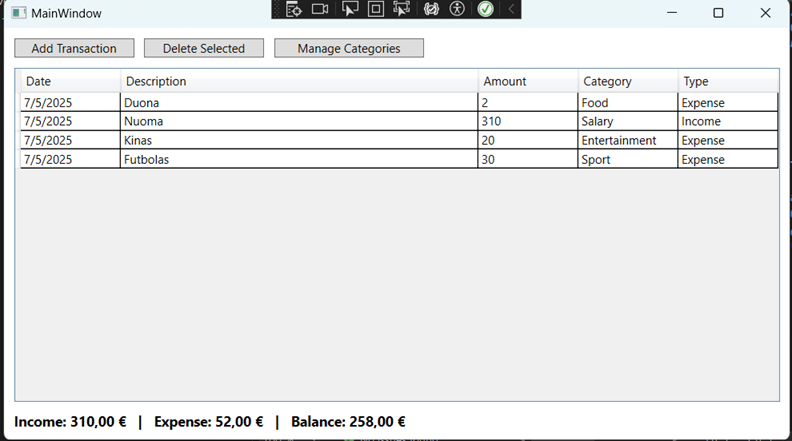 MainWindow
Add Transaction Delete Selected Manage Categories
Date Description Amount Category Type
7/5/2025 Duona 2 Food Expense
7/5/2025 Nuoma 310 Salary Income
7/5/2025 Kinas 20 Entertainment Expense
7/5/2025 Futbolas 30 Sport Expense
Income: 310,00 € | Expense: 52,00 € | Balance: 258,00 €